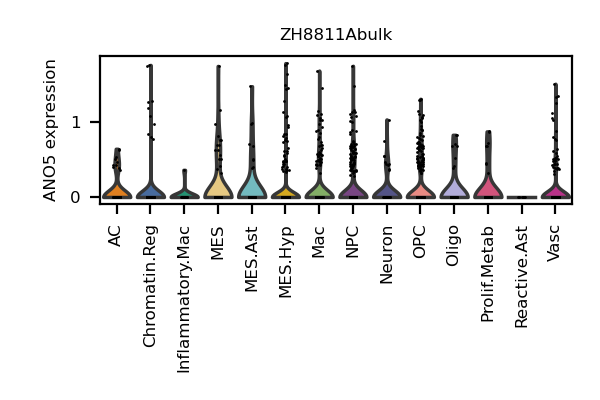 ZH8811Abulk
ANO5 expression
1
0
AC
Chromatin.Reg
Inflammatory.Mac
MES
MES.Ast
MES.Hyp
Mac
NPC
Neuron
OPC
Oligo
Prolif.Metab
Reactive.Ast
Vasc